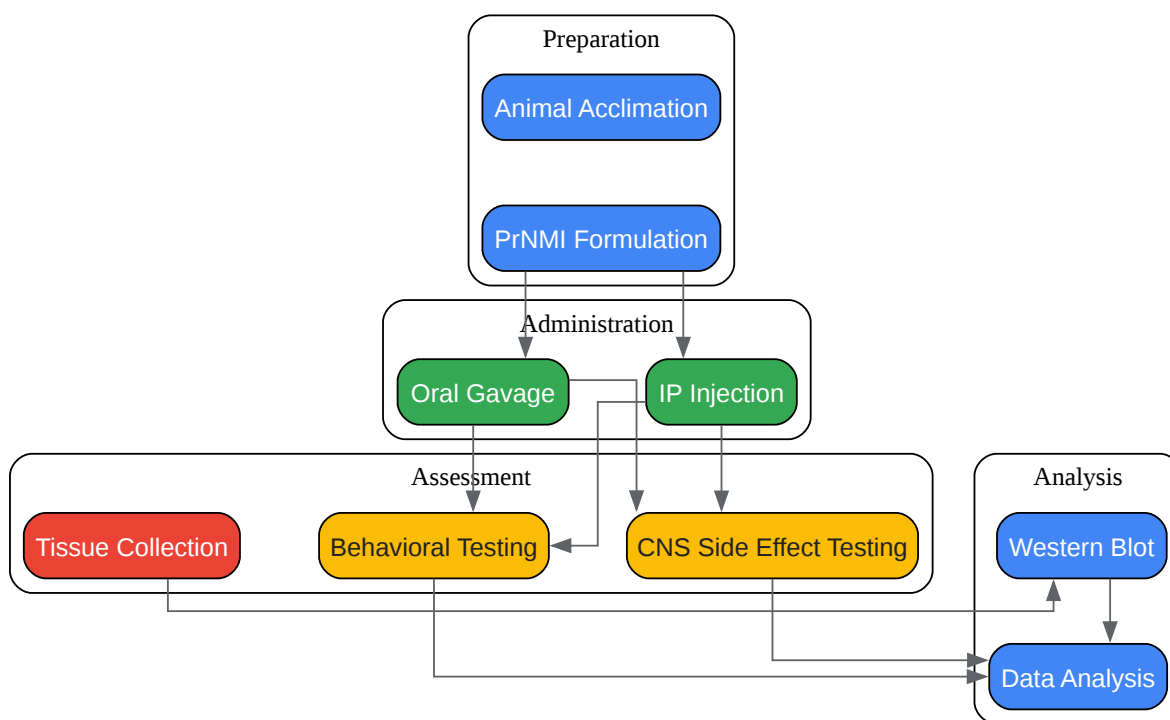 Preparation
Animal Acclimation
PrNMI Formulation
Administration
Oral Gavage
IP Injection
Assessment
Tissue Collection
Behavioral Testing
CNS Side Effect Testing
Analysis
Western Blot
Data Analysis